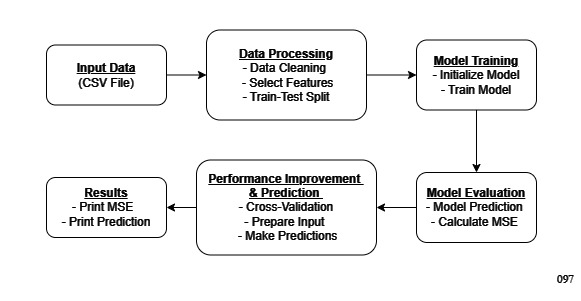 Input Data
(CSV File)
Data Processing
- Data Cleaning
- Select Features
- Train-Test Split
Model Training
- Initialize Model
- Train Model
Model Evaluation
- Model Prediction
- Calculate MSE
Performance Improvement
& Prediction
- Cross-Validation
- Prepare Input
- Make Predictions
Results
- Print MSE
- Print Prediction
097